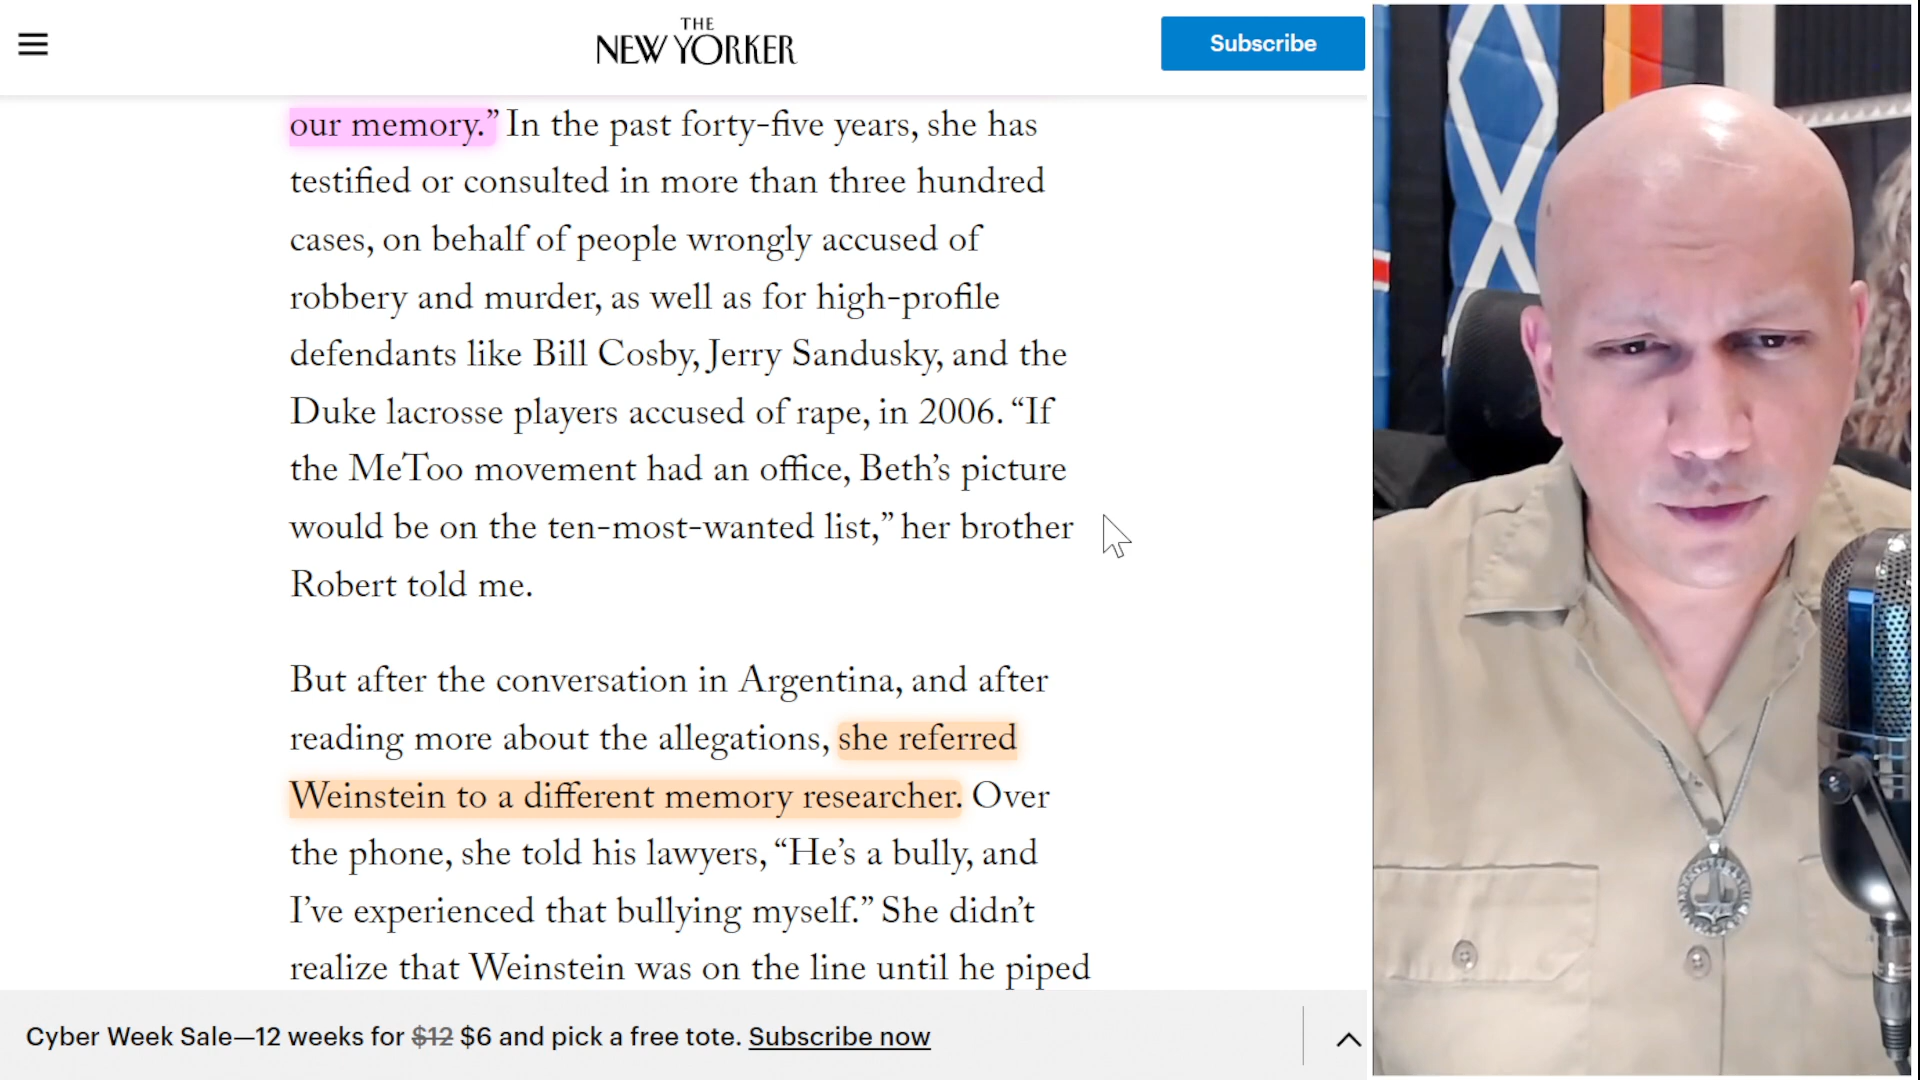 THE
NEW YORKER
Subscribe
our memory.” In the past forty-five years, she has
testified or consulted in more than three hundred
cases, on behalf of people wrongly accused of
robbery and murder, as well as for high-profile
defendants like Bill Cosby, Jerry Sandusky, and the
Duke lacrosse players accused of rape, in 2006. “If
the MeToo movement had an office, Beth’s picture
would be on the ten-most-wanted list,” her brother
Robert told me.
But after the conversation in Argentina, and after
reading more about the allegations, she referred
Weinstein to a different memory researcher. Over
the phone, she told his lawyers, “He’s a bully, and
I’ve experienced that bullying myself.” She didn’t
realize that Weinstein was on the line until he piped
Cyber Week Sale—12 weeks for $12 $6 and pick a free tote. Subscribe now